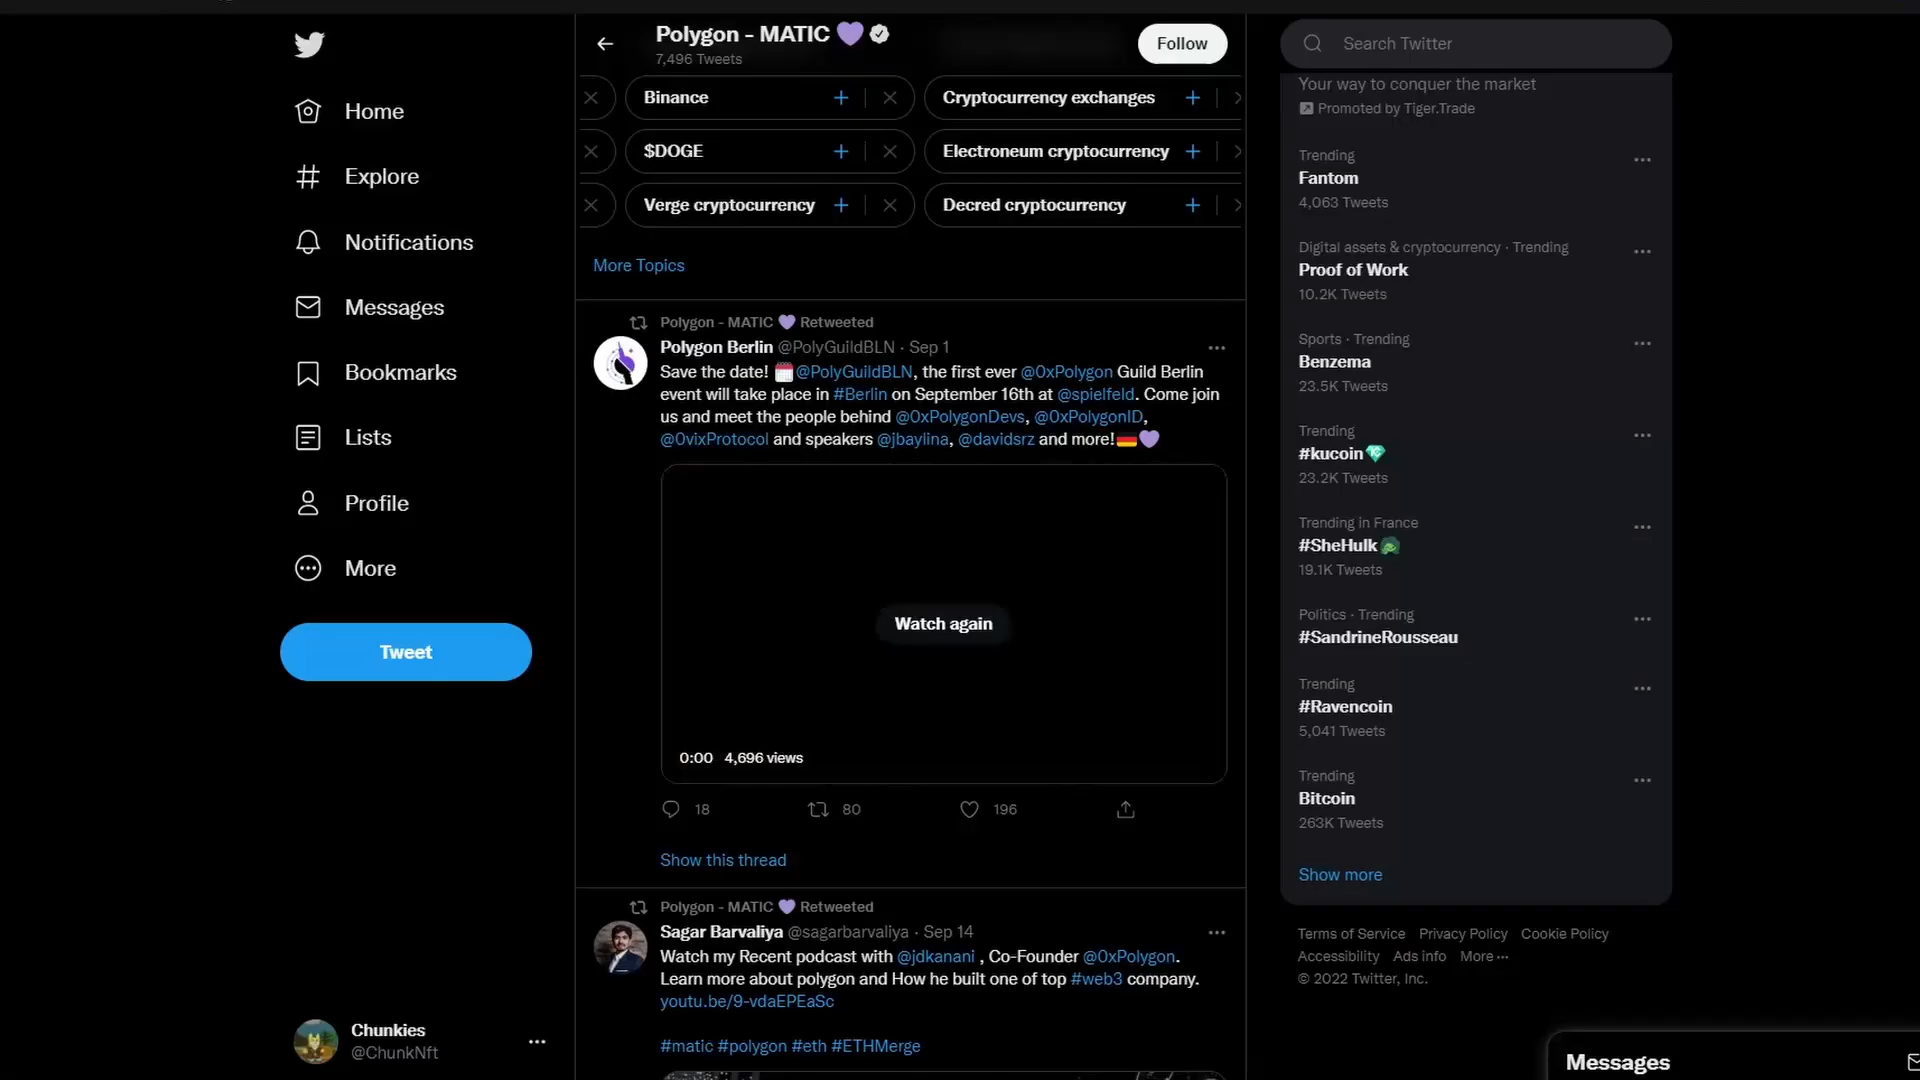 Home
Explore
Notifications
Messages
Bookmarks
Lists
Profile
More
Tweet
Chunkies
@ChunkNft
Polygon - MATIC 💜
7,496 Tweets
Follow
Binance
Cryptocurrency exchanges
$DOGE
Electroneum cryptocurrency
Verge cryptocurrency
Decred cryptocurrency
More Topics
Polygon - MATIC 💜 Retweeted
Polygon Berlin @PolyGuildBLN · Sep 1
Save the date! 🗓️@PolyGuildBLN, the first ever @0xPolygon Guild Berlin
event will take place in #Berlin on September 16th at @spielfeld. Come join
us and meet the people behind @0xPolygonDevs, @0xPolygonID,
@0vixProtocol and speakers @jbaylina, @davidsrz and more!🇩🇪💜
Watch again
0:00 4,696 views
18 80 196
Show this thread
Polygon - MATIC 💜 Retweeted
Sagar Barvaliya @sagarbarvaliya · Sep 14
Watch my Recent podcast with @jdkanani , Co-Founder @0xPolygon.
Learn more about polygon and How he built one of top #web3 company.
youtu.be/9-vdaEPEaSc
#matic #polygon #eth #ETHMerge
Search Twitter
Your way to conquer the market
Promoted by Tiger.Trade
Trending
Fantom
4,063 Tweets
Digital assets & cryptocurrency · Trending
Proof of Work
10.2K Tweets
Sports · Trending
Benzema
23.5K Tweets
Trending
#kucoin
23.2K Tweets
Trending in France
#SheHulk
19.1K Tweets
Politics · Trending
#SandrineRousseau
Trending
#Ravencoin
5,041 Tweets
Trending
Bitcoin
263K Tweets
Show more
Terms of Service Privacy Policy Cookie Policy
Accessibility Ads info More ···
© 2022 Twitter, Inc.
Messages